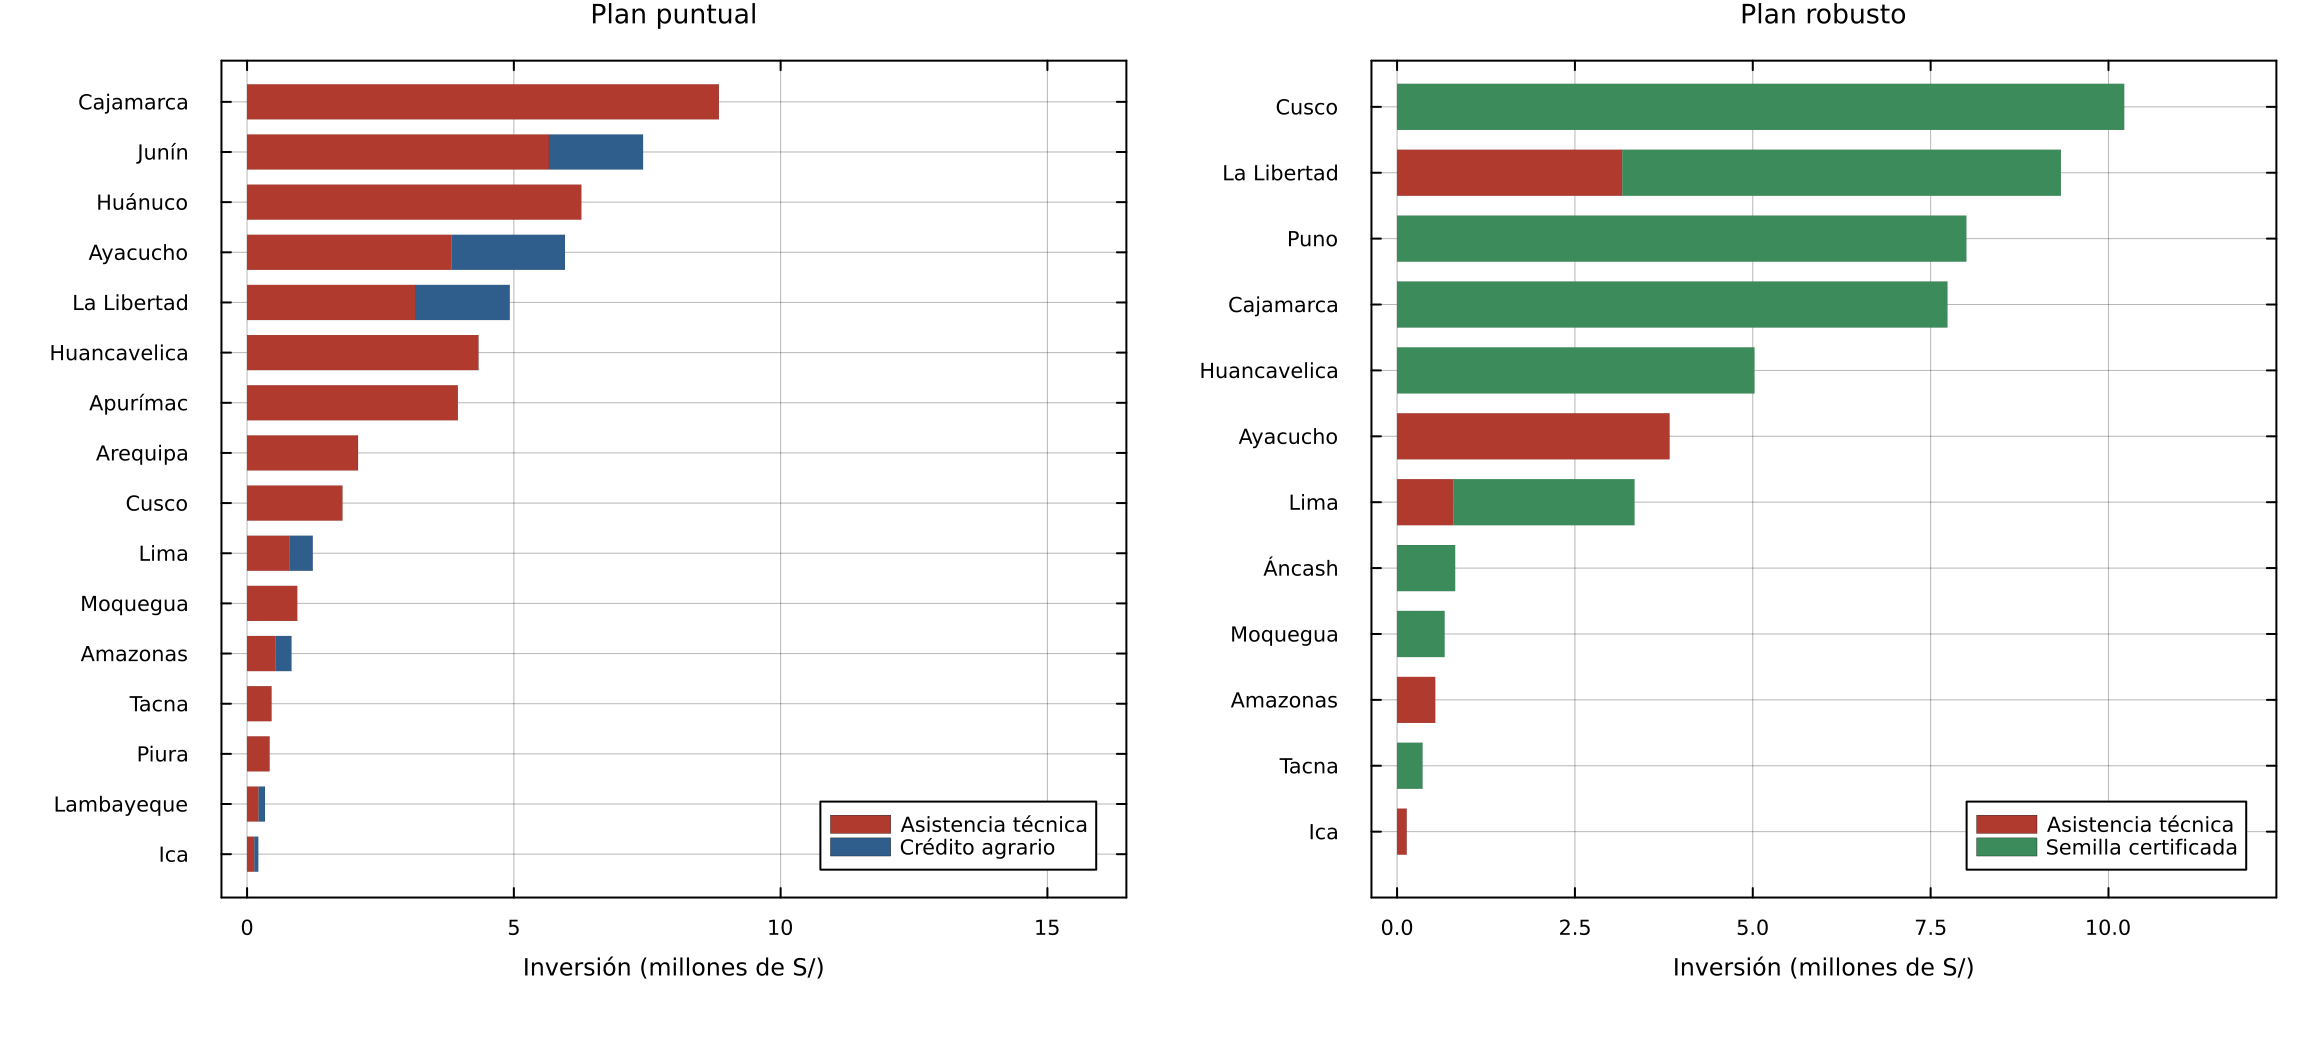 Plan puntual
Cajamarca
Junín
Huánuco
Ayacucho
La Libertad
Huancavelica
Apurímac
Arequipa
Cusco
Lima
Moquegua
Amazonas
Tacna
Piura
Lambayeque
Ica
Asistencia técnica
Crédito agrario
0 5 10 15
Inversión (millones de S/)
Plan robusto
Cusco
La Libertad
Puno
Cajamarca
Huancavelica
Ayacucho
Lima
Áncash
Moquegua
Amazonas
Tacna
Ica
Asistencia técnica
Semilla certificada
0.0 2.5 5.0 7.5 10.0
Inversión (millones de S/)